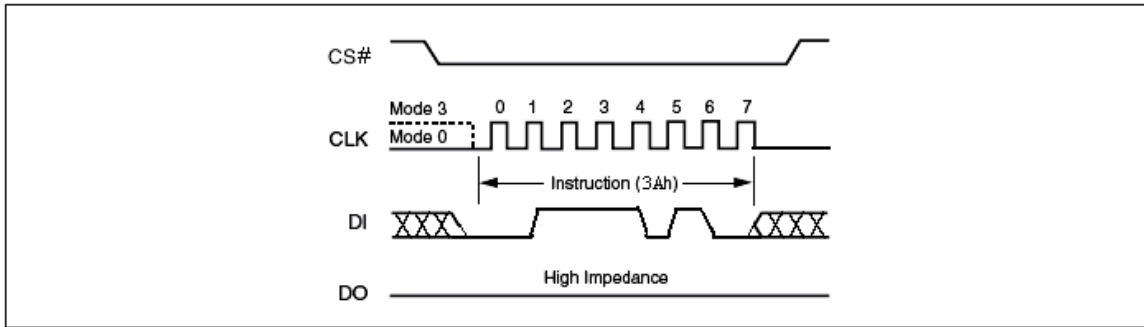 CS#
Mode 3 0 1 2 3 4 5 6 7
CLK Mode 0
Instruction (3Ah)
DI
High Impedance
DO